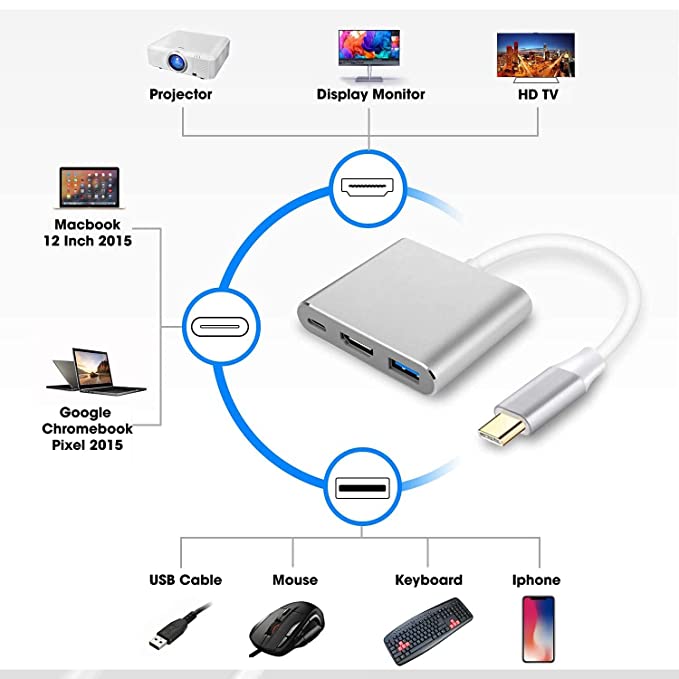 Projector
Display Monitor
HD TV
Macbook
12 Inch 2015
Google
Chromebook
Pixel 2015
USB Cable
Mouse
Keyboard
Iphone